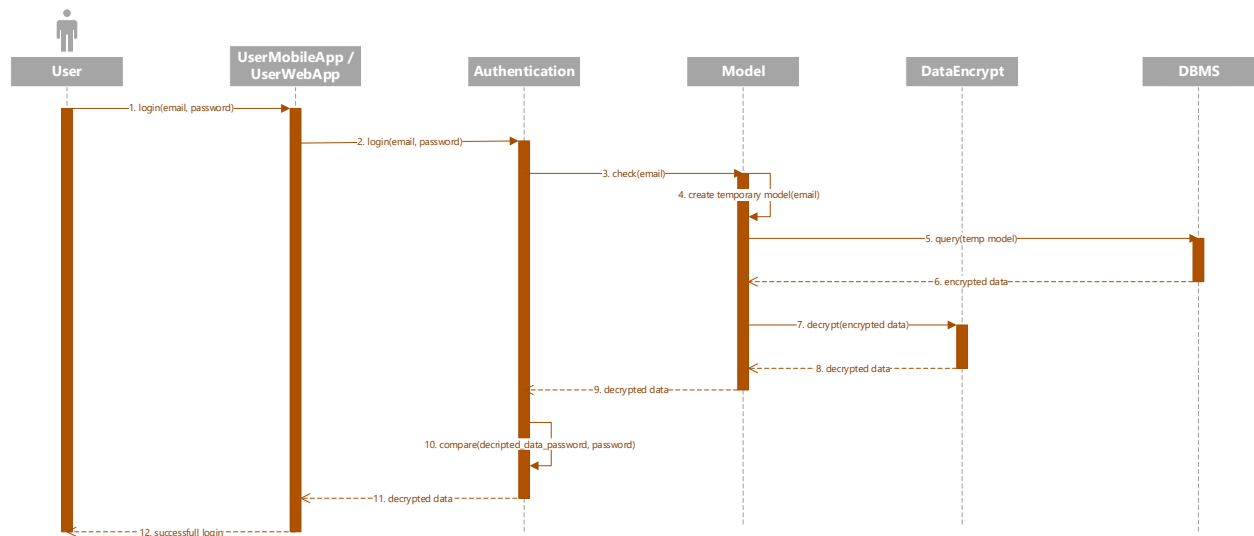 User
UserMobileApp /
UserWebApp
Authentication
Model
DataEncrypt
DBMS
1. login(email, password)
2. login(email, password)
3. check(email)
4. create temporary model(email)
5. query(temp model)
6. encrypted data
7. decrypt(encrypted data)
8. decrypted data
9. decrypted data
10. compare(decripted_data_password, password)
11. decrypted data
12. successfull login